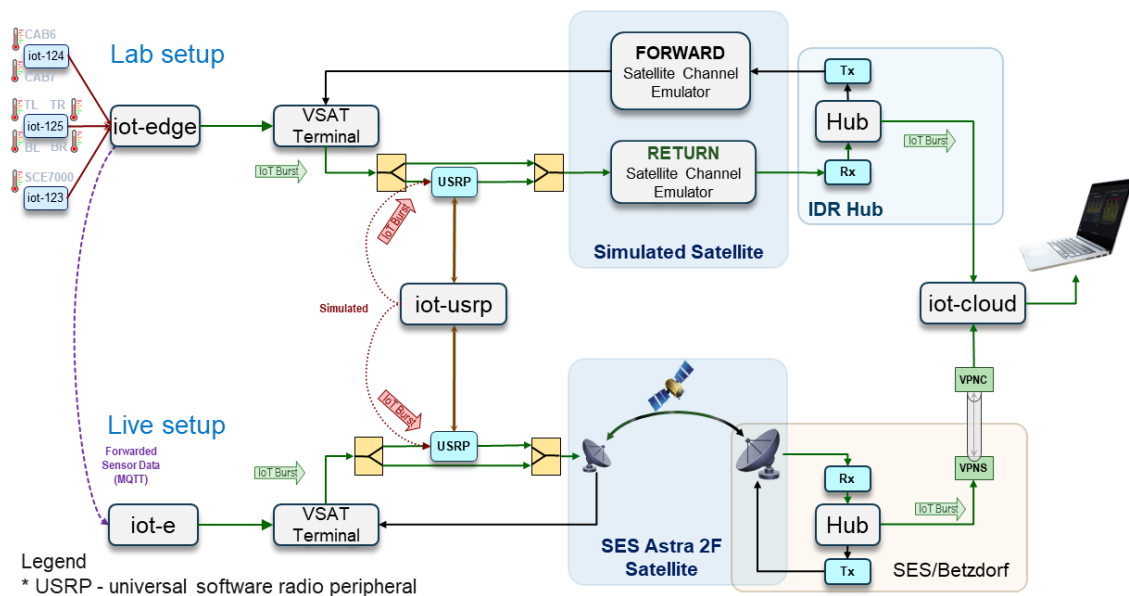 CAB6
iot-124
CAB7
Lab setup
TL TR
iot-125
BL BR
SCE7000
iot-123
iot-edge
VSAT
Terminal
IoT Burst
USRP
IoT Burst
FORWARD
Satellite Channel
Emulator
RETURN
Satellite Channel
Emulator
Simulated Satellite
Tx
Hub
IoT Burst
Rx
IDR Hub
Simulated
iot-usrp
iot-cloud
VPNC
VPNS
Live setup
Forwarded
Sensor Data
(MQTT)
iot-e
VSAT
Terminal
IoT Burst
IoT Burst
USRP
SES Astra 2F
Satellite
Rx
Hub
IoT Burst
Tx
SES/Betzdorf
Legend
* USRP - universal software radio peripheral